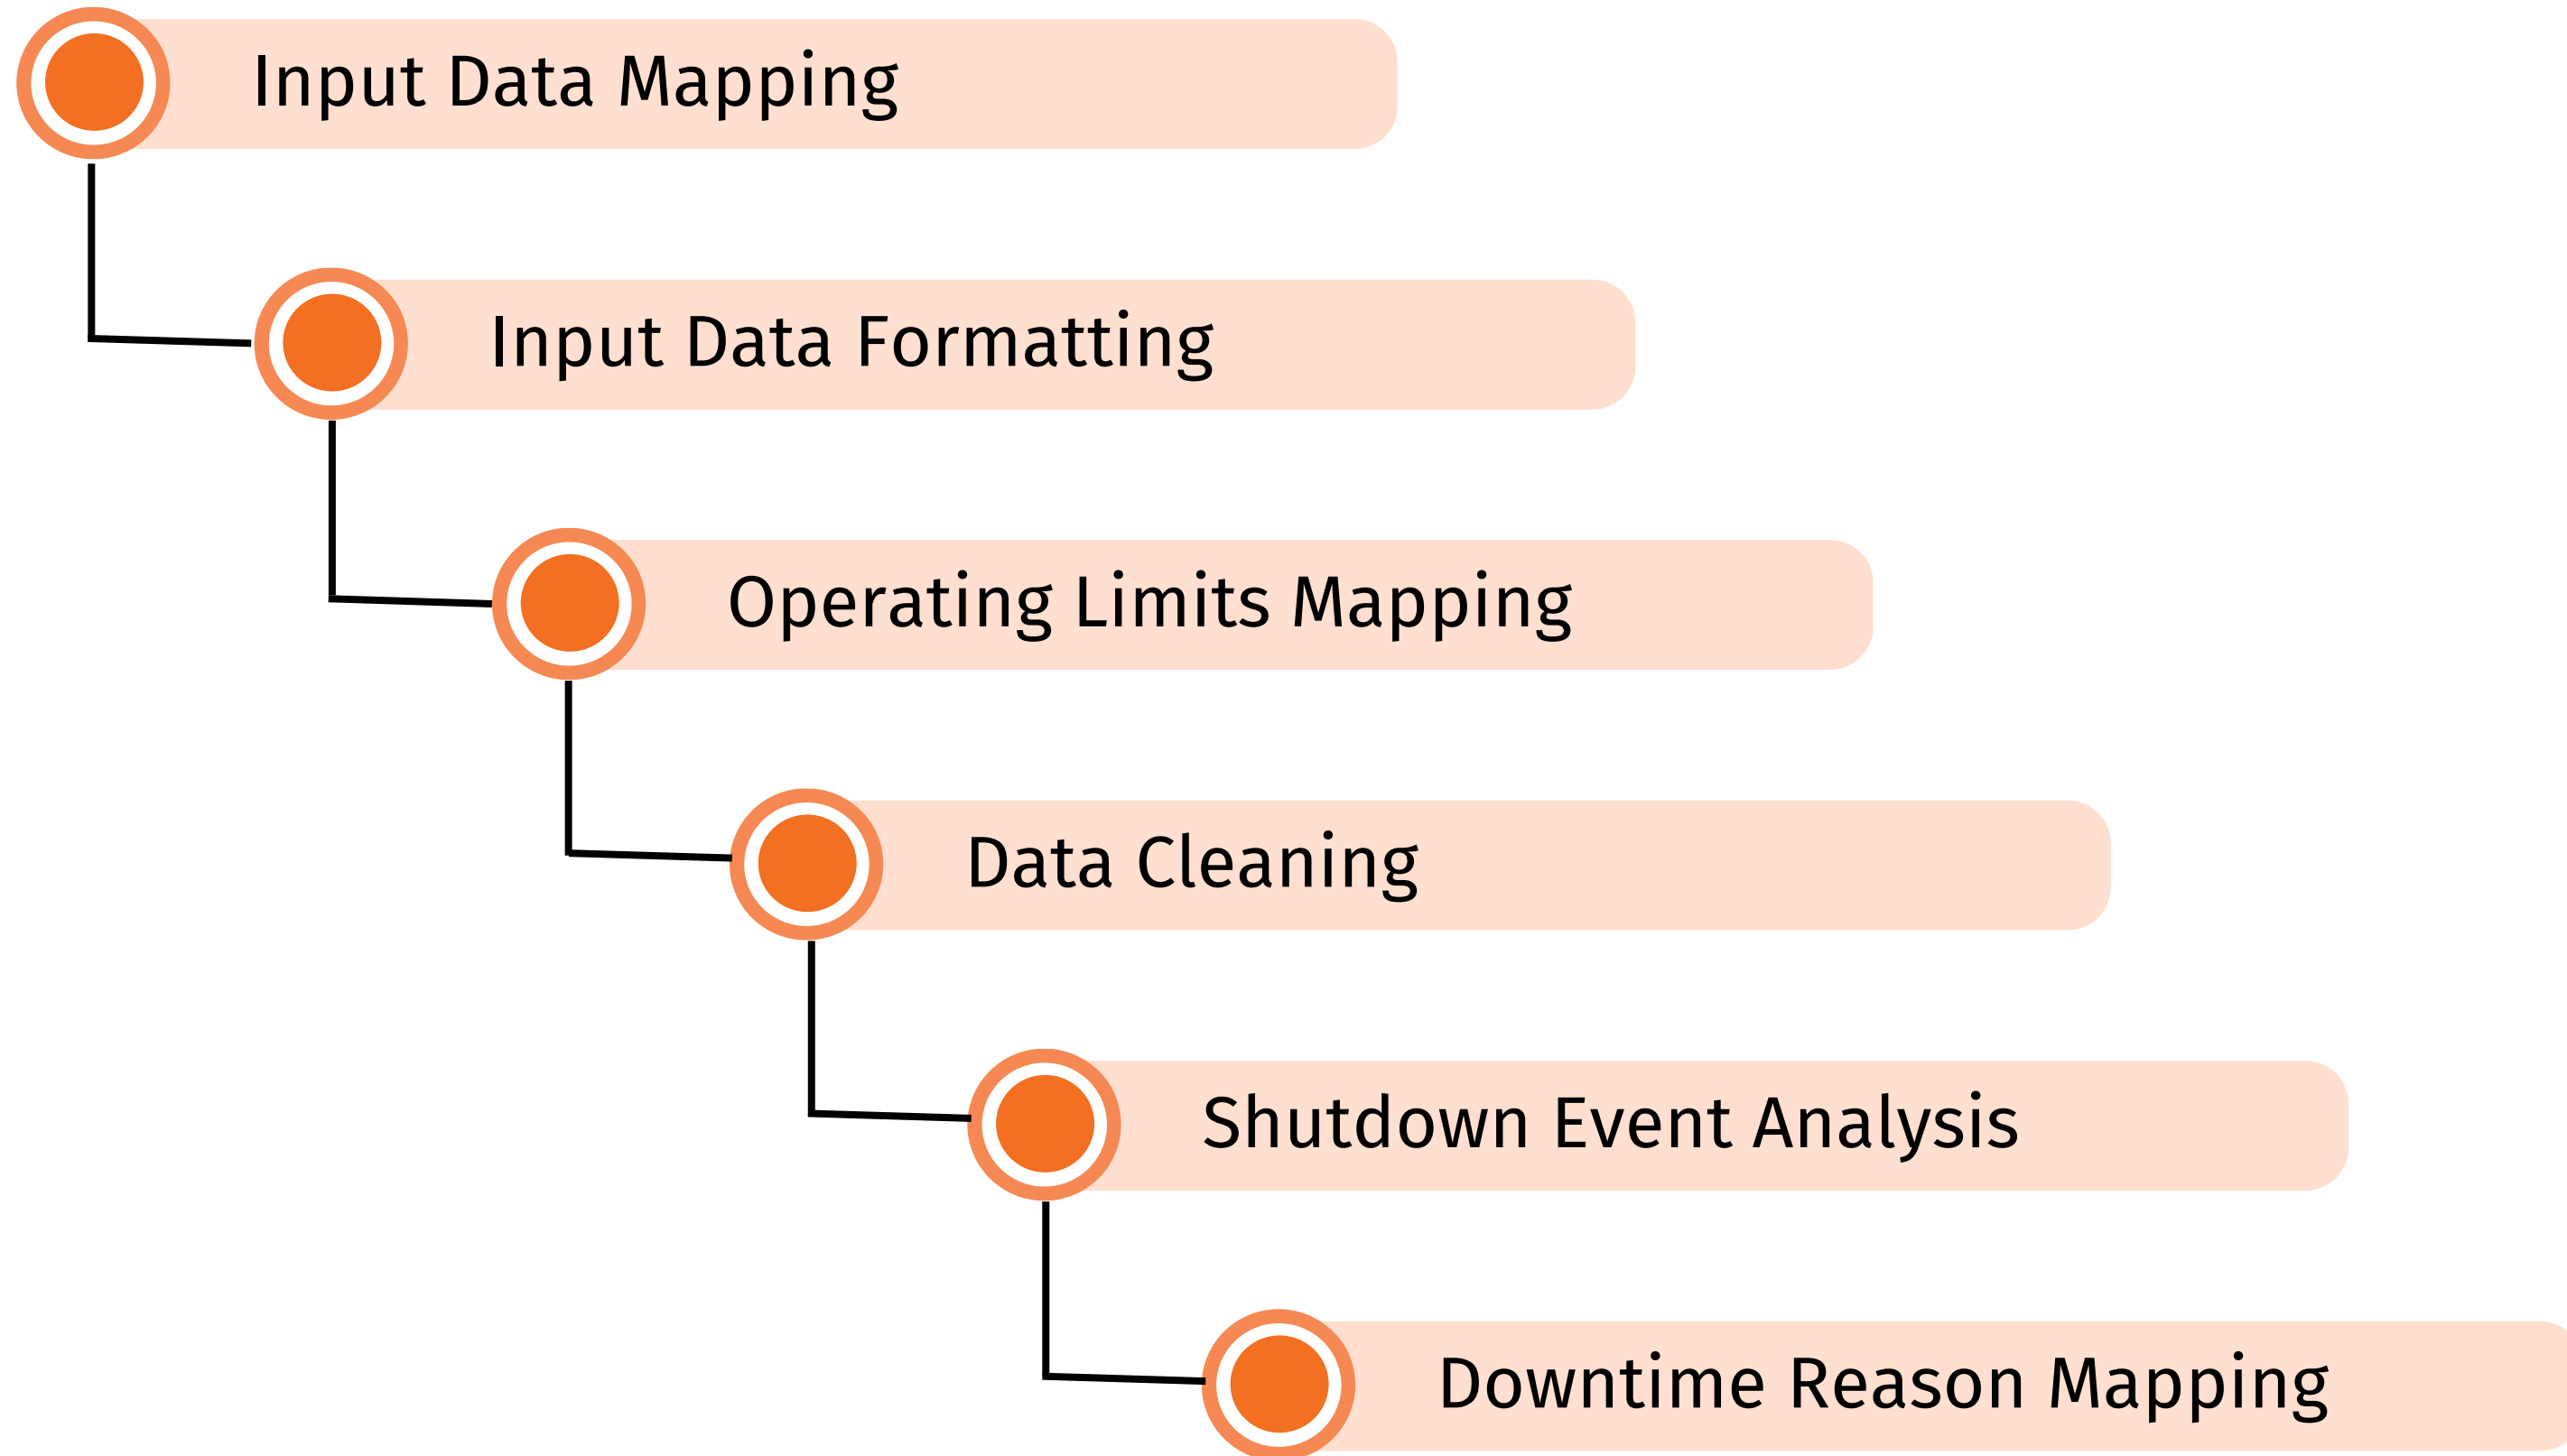 Input Data Mapping
Input Data Formatting
Operating Limits Mapping
Data Cleaning
Shutdown Event Analysis
Downtime Reason Mapping